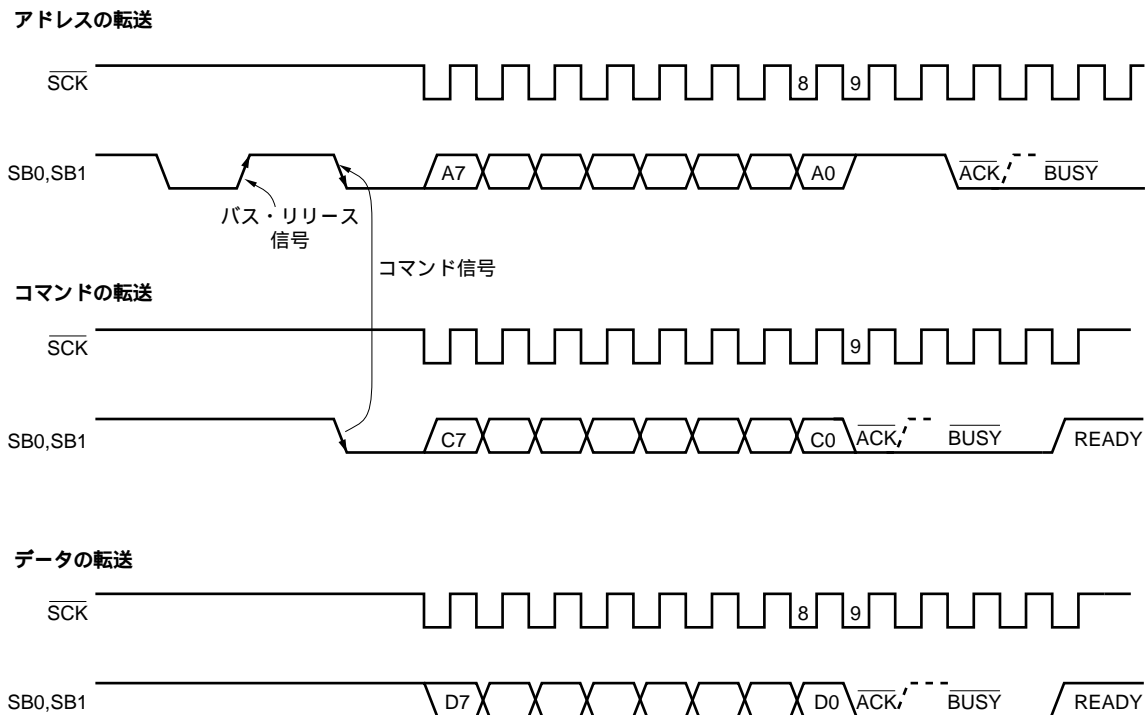 アドレスの転送
SCK 8 9
SB0,SB1 A7 A0 ACK BUSY
バス・リリース
信号
コマンド信号
コマンドの転送
SCK 9
SB0,SB1 C7 C0 ACK BUSY READY
データの転送
SCK 8 9
SB0,SB1 D7 D0 ACK BUSY READY